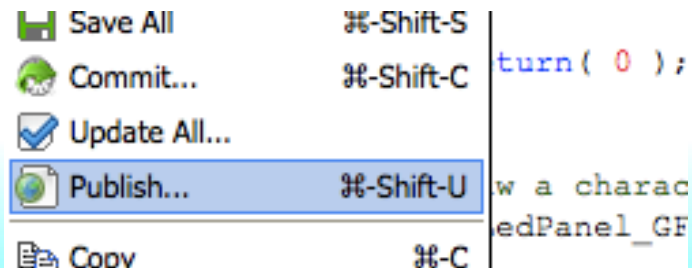 Save All ⌘-Shift-S
Commit... ⌘-Shift-C
Update All...
Publish... ⌘-Shift-U
Copy ⌘-C
turn( 0 );
w a charac
edPanel_GF